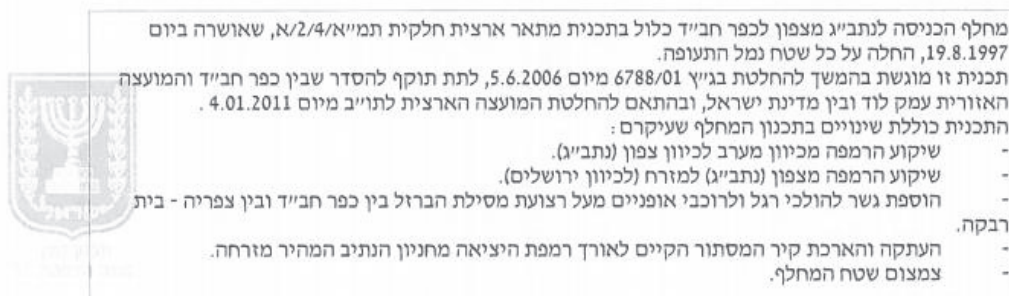 מחלף הכניסה לנתב״ג מצפון לכפר חב״ד כלול בתכנית מתאר ארצית חלקית תמ״א/2/4/א, שאושרה ביום
19.8.1997, החלה על כל שטח נמל התעופה.
תכנית זו מוגשת בהמשך להחלטת בג״ץ 6788/01 מיום 5.6.2006, לתת תוקף להסדר שבין כפר חב״ד והמועצה
האזורית עמק לוד ובין מדינת ישראל, ובהתאם להחלטת המועצה הארצית לתו״ב מיום 4.01.2011 .
התכנית כוללת שינויים בתכנון המחלף שעיקרם :
- שיקוע הרמפה מכיוון מערב לכיוון צפון (נתב״ג).
- שיקוע הרמפה מצפון (נתב״ג) למזרח (לכיוון ירושלים).
- הוספת גשר להולכי רגל ולרוכבי אופניים מעל רצועת מסילת הברזל בין כפר חב״ד ובין צפריה - בית
רבקה.
- העתקה והארכת קיר המסתור הקיים לאורך רמפת היציאה מחניון הנתיב המהיר מזרחה.
- צמצום שטח המחלף.
ישראל